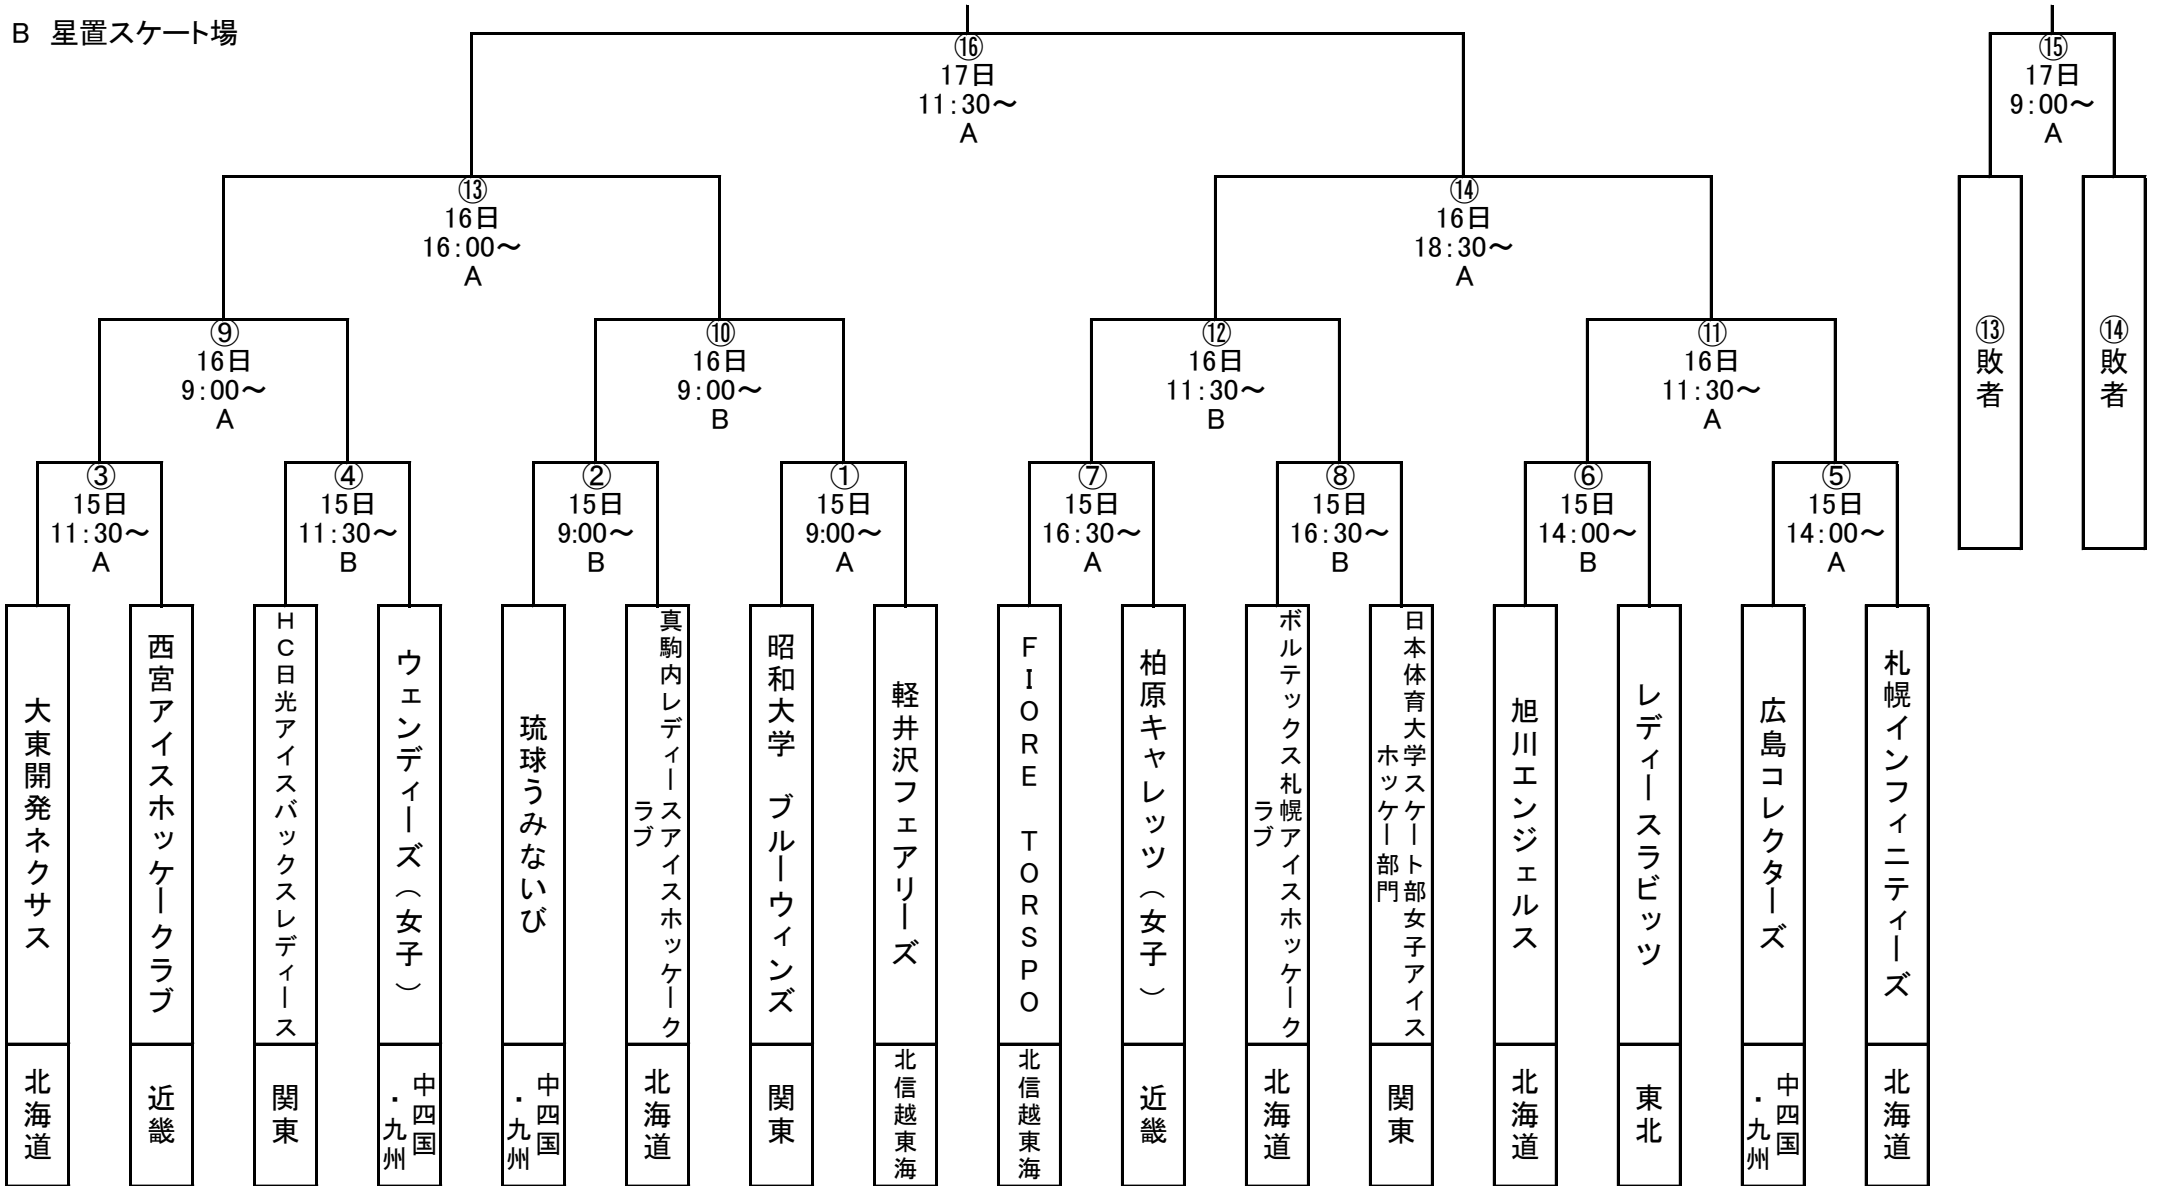 B 星置スケート場
⑯
17日
11:30～
A
⑮
17日
9:00～
A
⑬
16日
16:00～
A
⑭
16日
18:30～
A
⑬敗者
⑭敗者
⑨
16日
9:00～
A
⑩
16日
9:00～
B
⑫
16日
11:30～
B
⑪
16日
11:30～
A
③
15日
11:30～
A
④
15日
11:30～
B
②
15日
9:00～
B
①
15日
9:00～
A
⑦
15日
16:30～
A
⑧
15日
16:30～
B
⑥
15日
14:00～
B
⑤
15日
14:00～
A
大東開発ネクサス
西宮アイスホッケークラブ
HC日光アイスバックスレディース
ウェンディーズ（女子）
琉球うみないび
真駒内レディースアイスホッケーク
ラブ
昭和大学 ブルーウィンズ
軽井沢フェアリーズ
FIORE TORSPO
柏原キャレッツ（女子）
ボルテックス札幌アイスホッケーク
ラブ
日本体育大学スケート部女子アイス
ホッケー部門
旭川エンジェルス
レディースラビッツ
広島コレクターズ
札幌インフィニティーズ
北海道
近畿
関東
中四国
・九州
中四国
・九州
北海道
関東
北信越東海
北信越東海
近畿
北海道
関東
北海道
東北
中四国
・九州
北海道